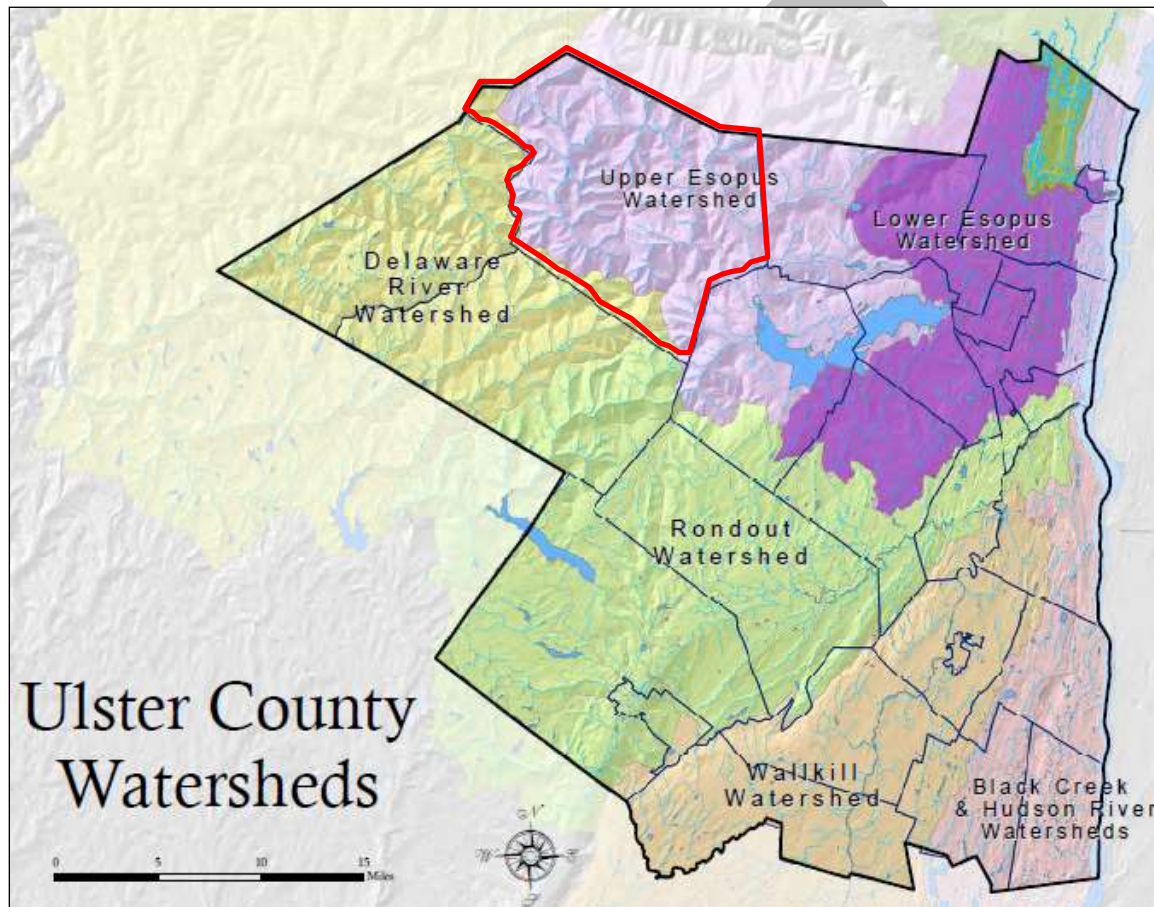 Upper Esopus
Watershed
Lower Esopus
Watershed
Delaware
River
Watershed
Rondout
Watershed
Ulster County
Watersheds
Wallkill
Watershed
Black Creek
& Hudson River
Watersheds
0 5 10 15
Miles
N
W E
S